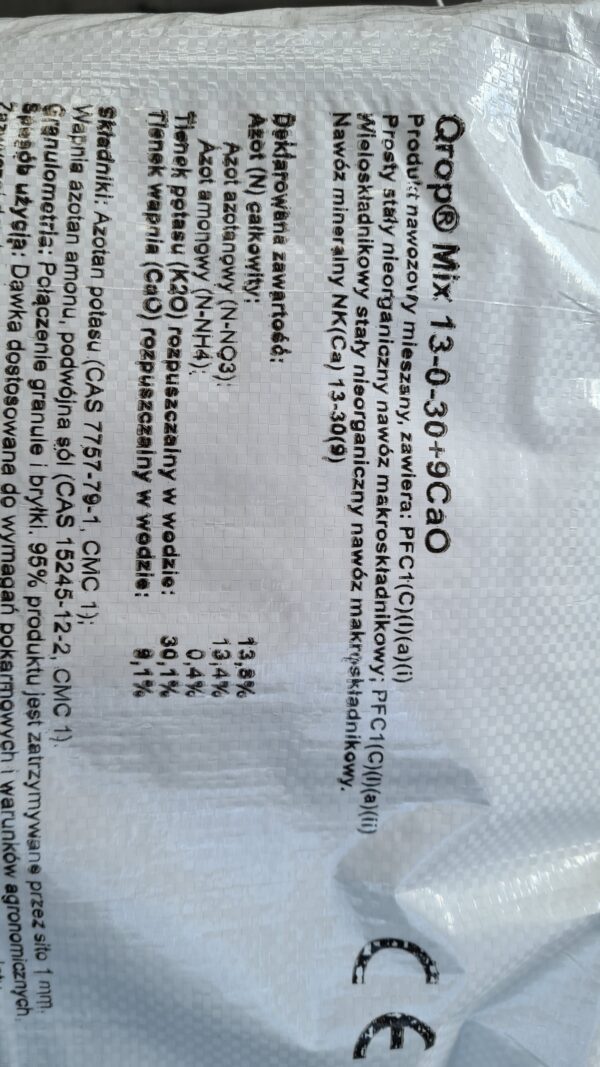 Qrop® Mix 13-0-30+9CaO
Produkt nawozowy mieszany, zawiera: PFC1(C)(I)(a)(i)
Prosty stały nieorganiczny nawóz makroskładnikowy; PFC1(C)(I)(a)(ii)
Wieloskładnikowy stały nieorganiczny nawóz makroskładnikowy.
Nawóz mineralny NK(Ca) 13-30(9)
CE
Deklarowana zawartość:
Azot (N) całkowity: 13,8%
Azot azotanowy (N-NO3): 13,4%
Azot amonowy (N-NH4): 0,4%
Tlenek potasu (K2O) rozpuszczalny w wodzie: 30,1%
Tlenek wapnia (CaO) rozpuszczalny w wodzie: 9,1%
Składniki: Azotan potasu (CAS 7757-79-1, CMC 1);
Wapnia azotan amonu, podwójna sól (CAS 15245-12-2, CMC 1).
Granulometria: Połączenie granule i bryłki. 95% produktu jest zatrzymywane przez sito 1 mm.
Sposób użycia: Dawka dostosowana do wymagań pokarmowych i warunków agronomicznych.